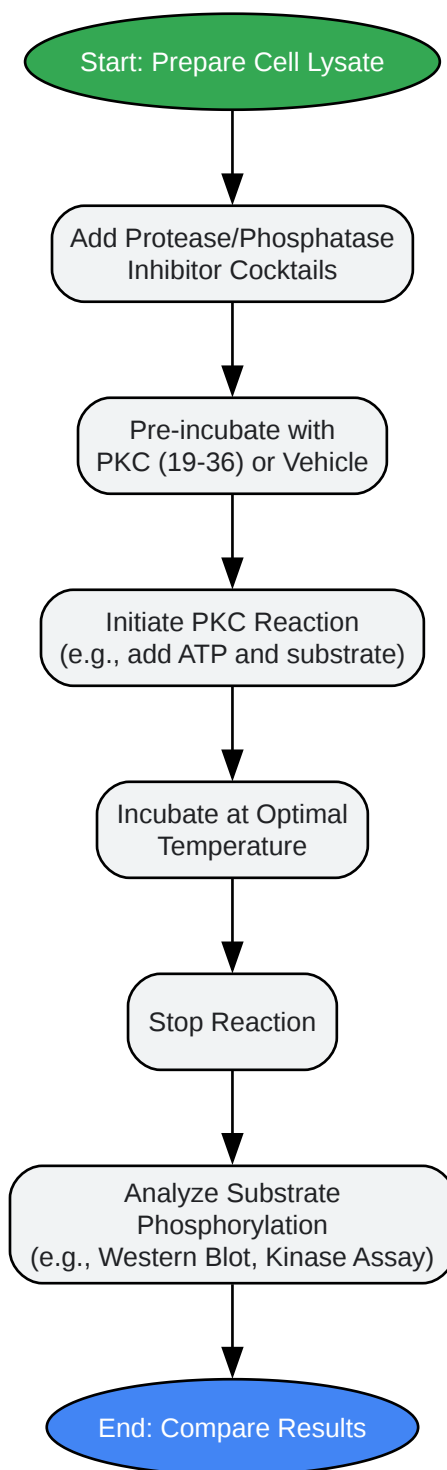 Start: Prepare Cell Lysate
Add Protease/Phosphatase
Inhibitor Cocktails
Pre-incubate with
PKC (19-36) or Vehicle
Initiate PKC Reaction
(e.g., add ATP and substrate)
Incubate at Optimal
Temperature
Stop Reaction
Analyze Substrate
Phosphorylation
(e.g., Western Blot, Kinase Assay)
End: Compare Results